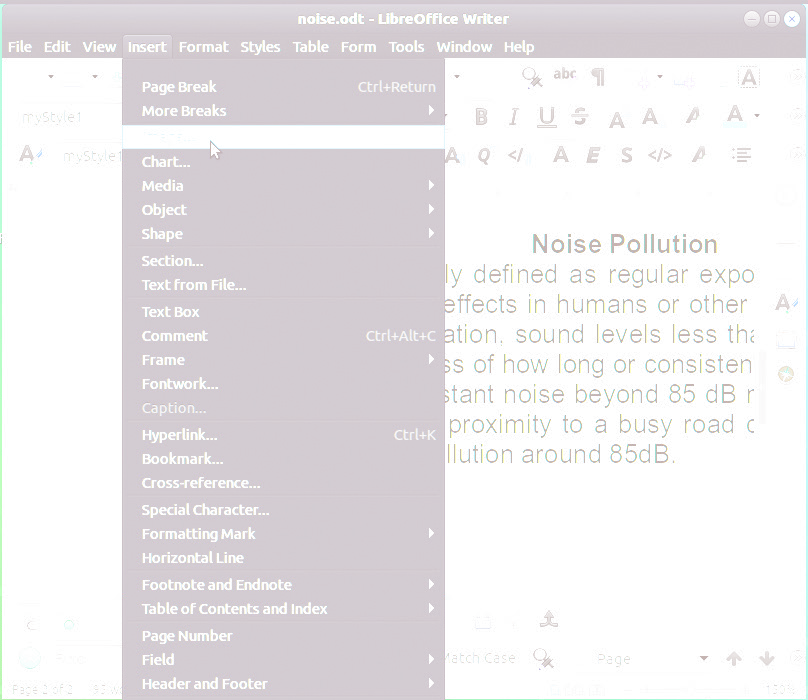 noise.odt - LibreOffice Writer
File Edit View Insert Format Styles Table Form Tools Window Help
Page Break Ctrl+Return
More Breaks
Chart...
Media
Object
Shape
Section...
Text from File...
Text Box
Comment Ctrl+Alt+C
Frame
Fontwork...
Caption...
Hyperlink... Ctrl+K
Bookmark...
Cross-reference...
Special Character...
Formatting Mark
Horizontal Line
Footnote and Endnote
Table of Contents and Index
Page Number
Field
Header and Footer
abc
myStyle1
myStyle1
Noise Pollution
ly defined as regular expo
effects in humans or other
ation, sound levels less tha
ss of how long or consisten
stant noise beyond 85 dB
proximity to a busy road
llution around 85dB.
Match Case Page
Page 2 of 2